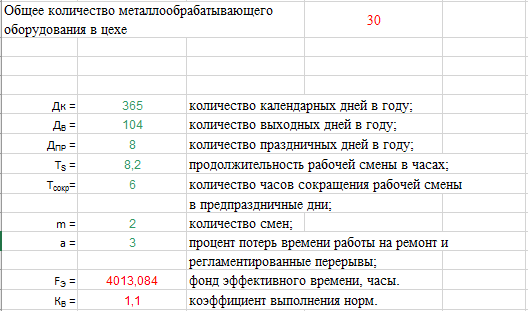 Общее количество металлообрабатывающего
оборудования в цехе
30
Дк = 365 количество календарных дней в году;
Дв = 104 количество выходных дней в году;
Дпр = 8 количество праздничных дней в году;
Ts = 8,2 продолжительность рабочей смены в часах;
Tсокр= 6 количество часов сокращения рабочей смены
в предпраздничные дни;
m = 2 количество смен;
a = 3 процент потерь времени работы на ремонт и
регламентированные перерывы;
Fэ = 4013,084 фонд эффективного времени, часы.
Кв = 1,1 коэффициент выполнения норм.